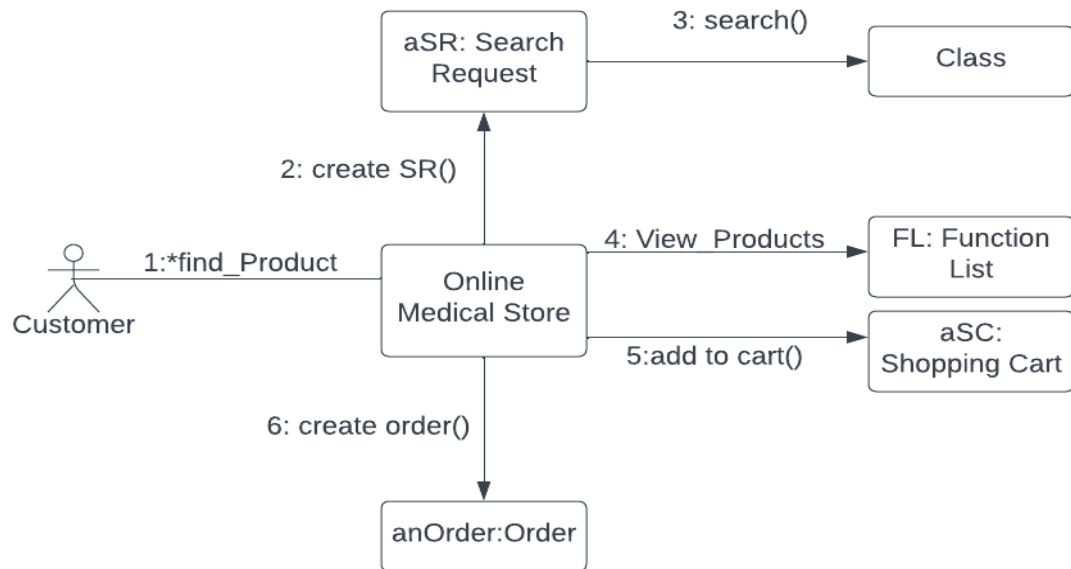 3: search()
aSR: Search
Request
Class
2: create SR()
4: View_Products
FL: Function
List
1:*find_Product
Online
Medical Store
Customer
aSC:
Shopping Cart
5:add to cart()
6: create order()
anOrder:Order